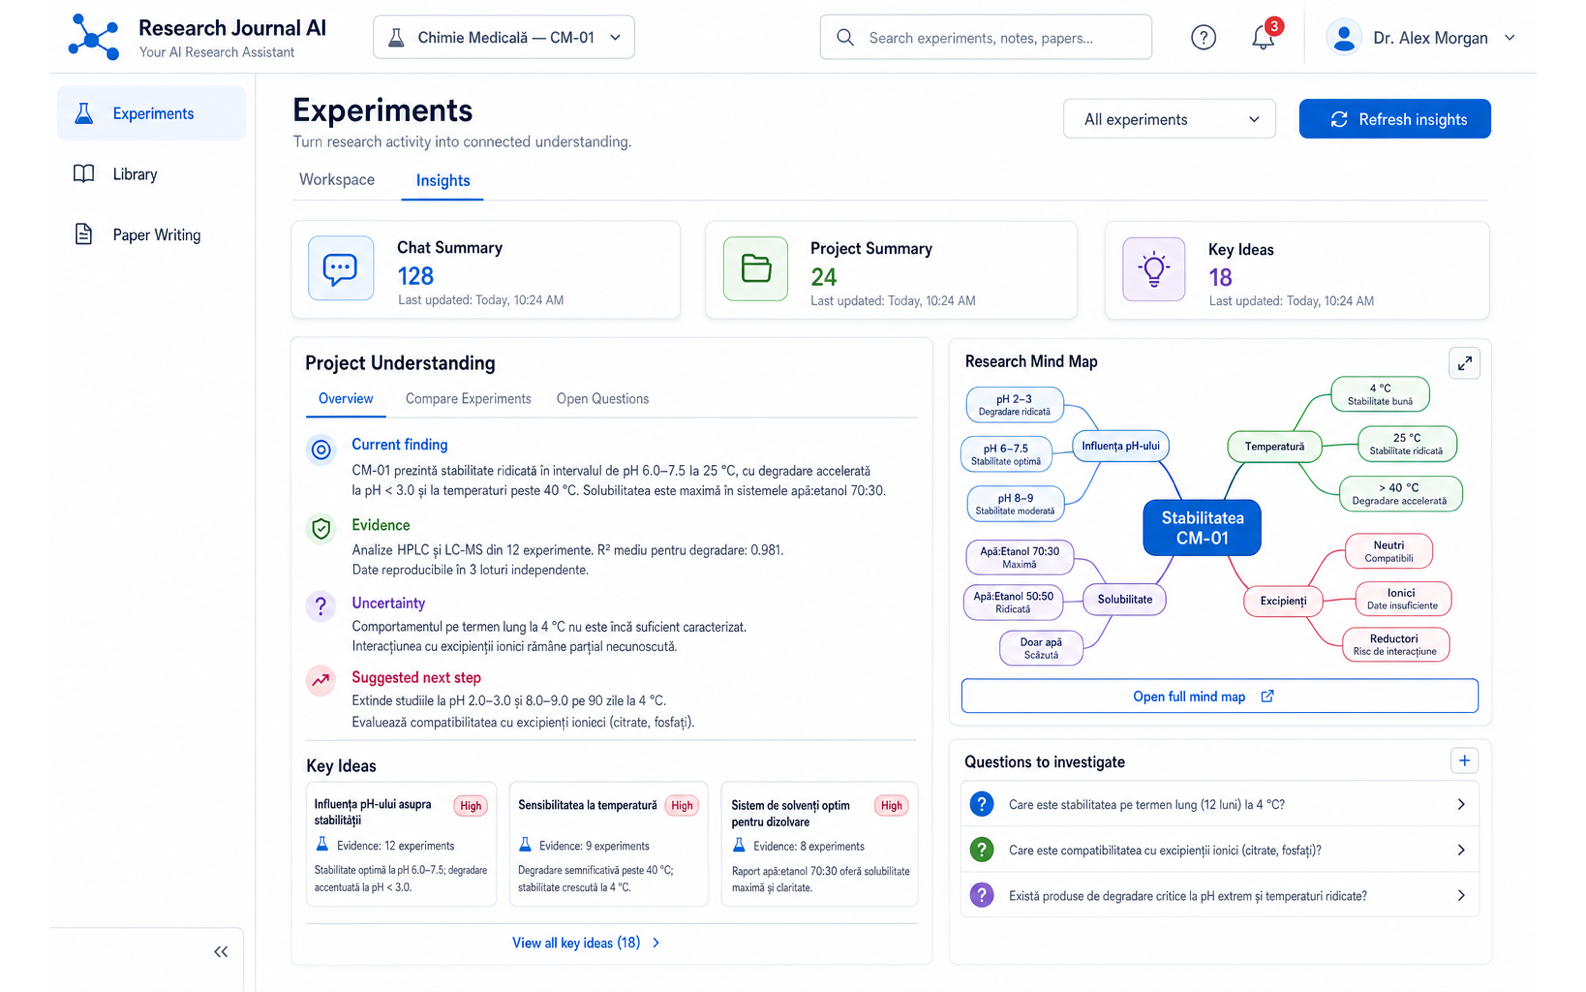 Research Journal AI
Your AI Research Assistant
Chimie Medicală — CM-01
Search experiments, notes, papers...
?
3
Dr. Alex Morgan
Experiments
Library
Paper Writing
Experiments
Turn research activity into connected understanding.
All experiments
Refresh insights
Workspace
Insights
Chat Summary
128
Last updated: Today, 10:24 AM
Project Summary
24
Last updated: Today, 10:24 AM
Key Ideas
18
Last updated: Today, 10:24 AM
Project Understanding
Overview
Compare Experiments
Open Questions
Current finding
CM-01 prezintă stabilitate ridicată în intervalul de pH 6.0–7.5 la 25 °C, cu degradare accelerată
la pH < 3.0 și la temperaturi peste 40 °C. Solubilitatea este maximă în sistemele apă:etanol 70:30.
Evidence
Analize HPLC și LC-MS din 12 experimente. R² mediu pentru degradare: 0.981.
Date reproducibile în 3 loturi independente.
?
Uncertainty
Comportamentul pe termen lung la 4 °C nu este încă suficient caracterizat.
Interacțiunea cu excipienții ionici rămâne parțial necunoscută.
Suggested next step
Extinde studiile la pH 2.0–3.0 și 8.0–9.0 pe 90 zile la 4 °C.
Evaluează compatibilitatea cu excipienți ionieci (citrate, fosfați).
Key Ideas
Influența pH-ului asupra
stabilității
High
Evidence: 12 experiments
Stabilitate optimă la pH 6.0–7.5; degradare
accentuată la pH < 3.0.
Sensibilitatea la temperatură
High
Evidence: 9 experiments
Degradare semnificativă peste 40 °C;
stabilitate crescută la 4 °C.
Sistem de solvenți optim
pentru dizolvare
High
Evidence: 8 experiments
Raport apă:etanol 70:30 oferă solubilitate
maximă și claritate.
View all key ideas (18)
Research Mind Map
pH 2–3
Degradare ridicată
pH 6–7.5
Stabilitate optimă
pH 8–9
Stabilitate moderată
Influența pH-ului
Temperatură
4 °C
Stabilitate bună
25 °C
Stabilitate ridicată
> 40 °C
Degradare accelerată
Stabilitatea
CM-01
Apă:Etanol 70:30
Maximă
Apă:Etanol 50:50
Ridicată
Doar apă
Scăzută
Solubilitate
Excipienți
Neutri
Compatibili
Ionici
Date insuficiente
Reductori
Risc de interacțiune
Open full mind map
Questions to investigate
+
?
Care este stabilitatea pe termen lung (12 luni) la 4 °C?
?
Care este compatibilitatea cu excipienții ionici (citrate, fosfați)?
?
Există produse de degradare critice la pH extrem și temperaturi ridicate?